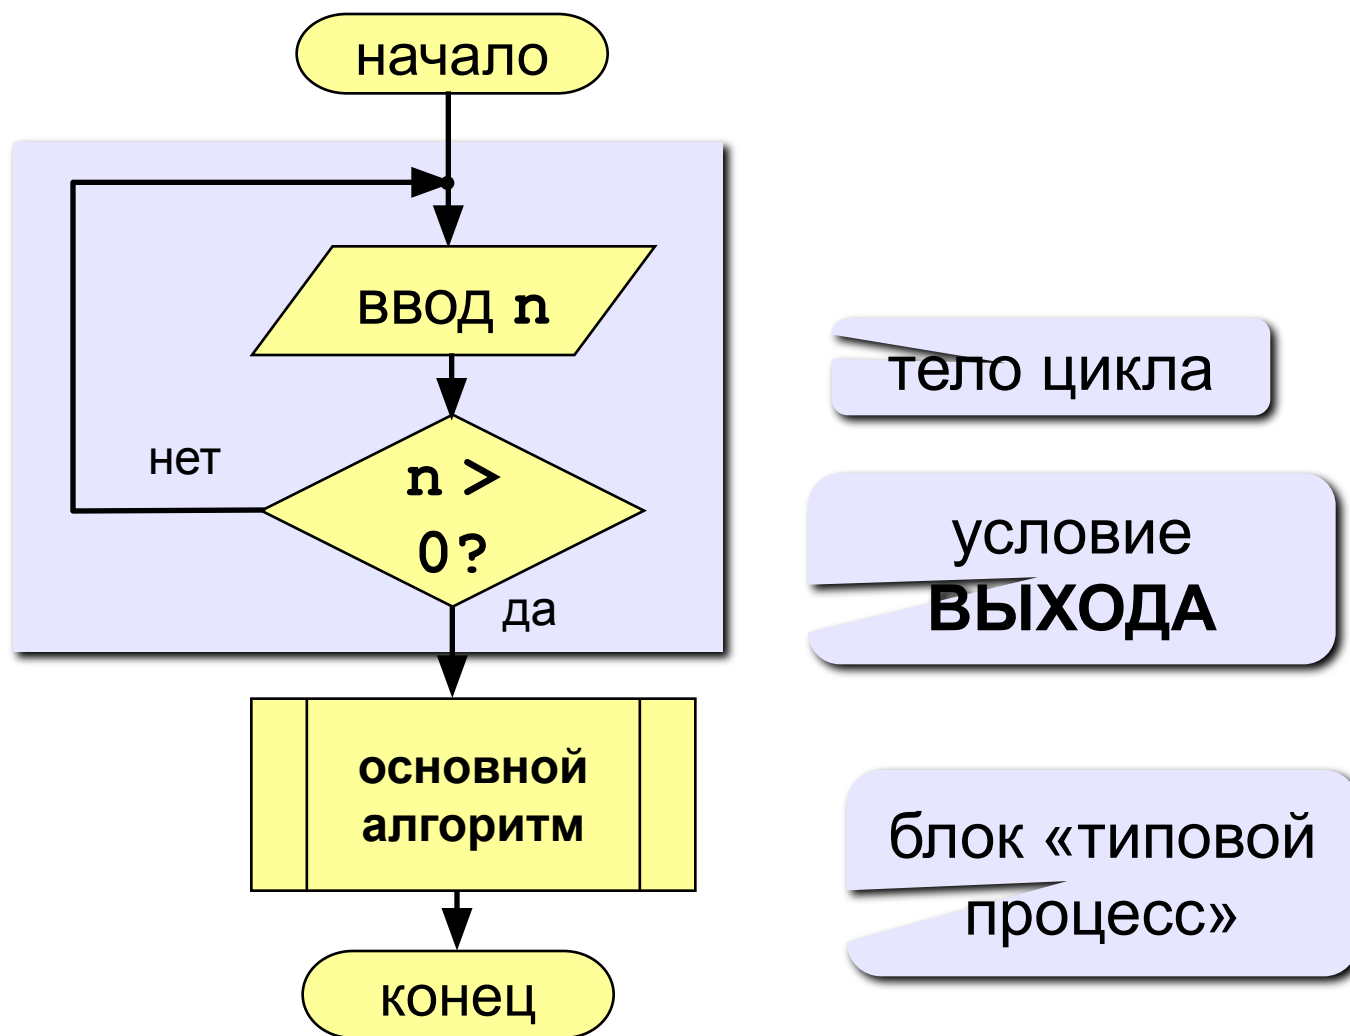 начало
ввод n
нет
n >
0?
да
основной
алгоритм
конец
тело цикла
условие
ВЫХОДА
блок «типовой
процесс»